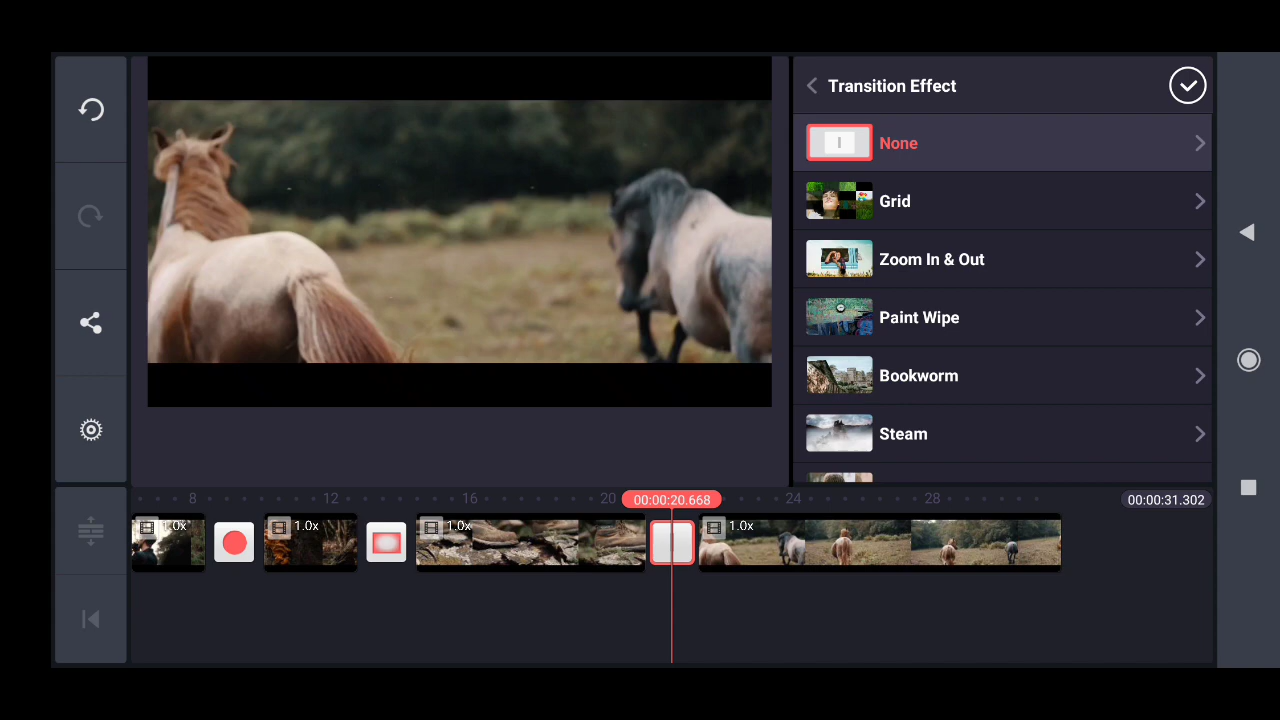 Transition Effect
None
Grid
Zoom In & Out
Paint Wipe
Bookworm
Steam
8 12 16 20 00:00:20.668 24 28 00:00:31.302
1.0x 1.0x 1.0x 1.0x